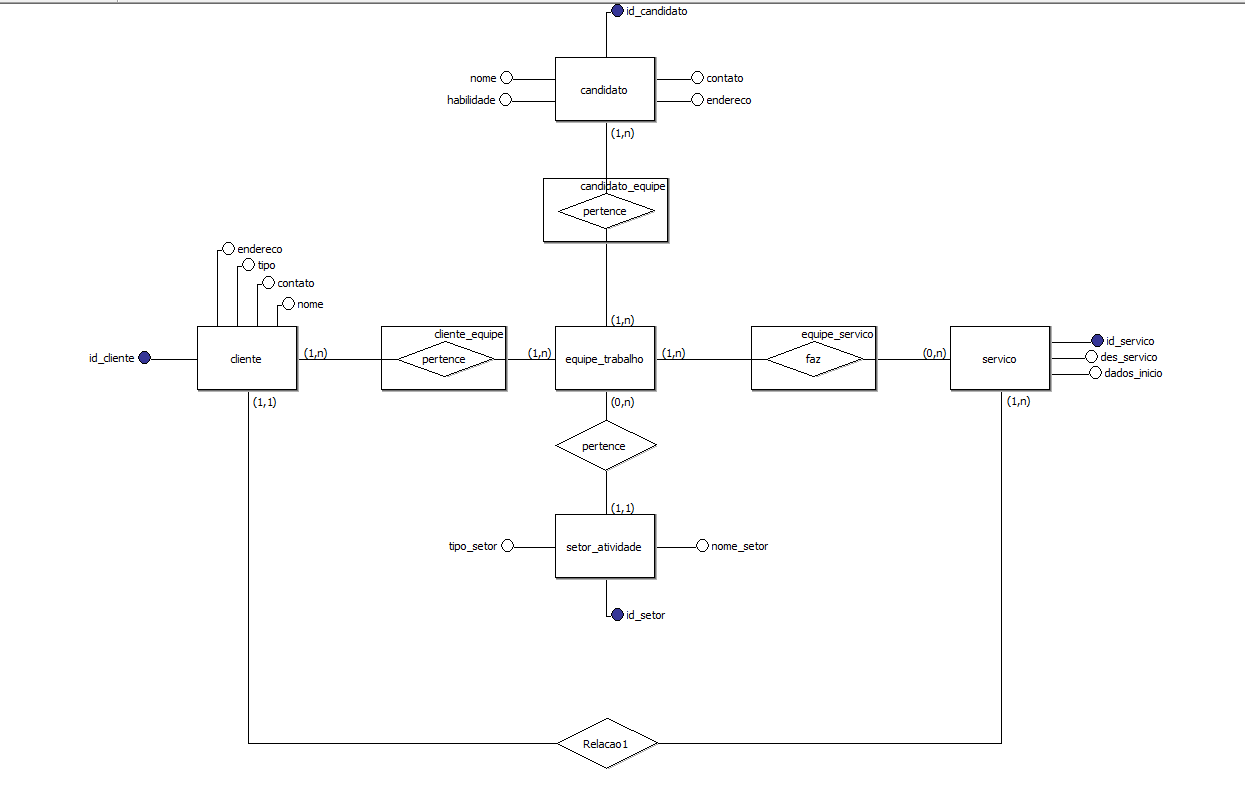 id_candidato
nome
contato
candidato
habilidade
endereco
(1,n)
candidato_equipe
pertence
endereco
tipo
contato
nome
(1,n)
cliente_equipe
equipe_servico
id_servico
id_cliente
cliente
(1,n)
pertence
(1,n)
equipe_trabalho
(1,n)
faz
(0,n)
servico
des_servico
dados_inicio
(1,1)
(0,n)
(1,n)
pertence
(1,1)
tipo_setor
setor_atividade
nome_setor
id_setor
Relacao1